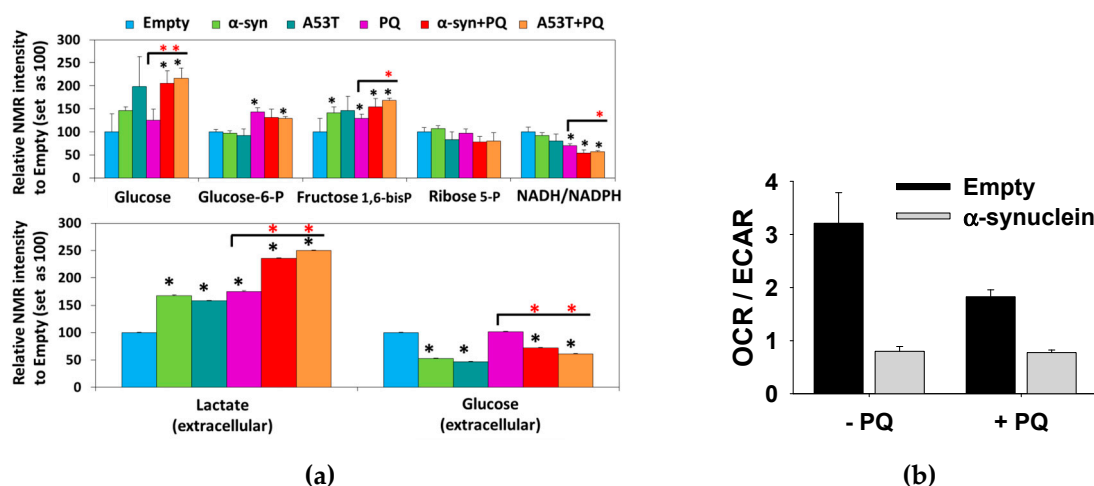 Empty α-syn A53T PQ α-syn+PQ A53T+PQ
Relative NMR intensity
to Empty (set as 100)
300
250
200
150
100
50
0
* *
* *
* *
*
* * * *
*
* * *
Glucose Glucose-6-P Fructose 1,6-bisP Ribose 5-P NADH/NADPH
Relative NMR intensity
to Empty (set as 100)
300
250
200
150
100
50
0
* *
* * * * *
* *
* * * *
Lactate
(extracellular)
Glucose
(extracellular)
(a)
Empty
α-synuclein
OCR / ECAR
4
3
2
1
0
- PQ + PQ
(b)